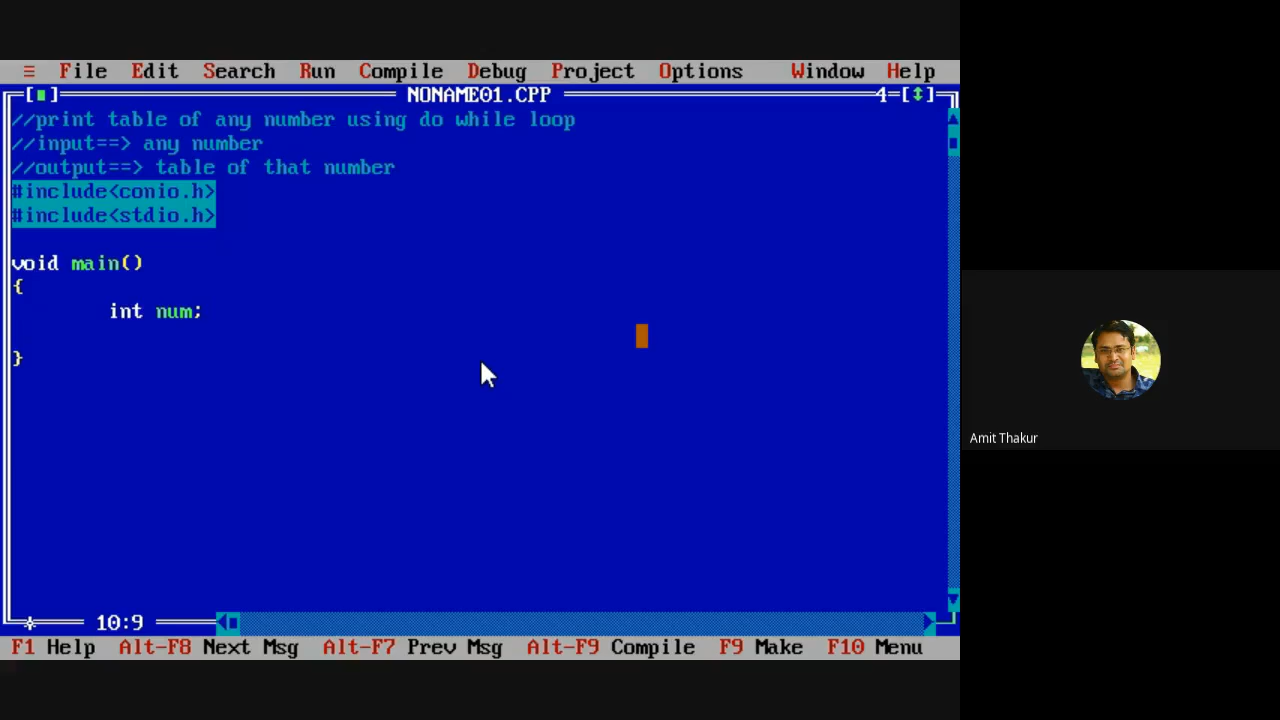 ≡ File Edit Search Run Compile Debug Project Options Window Help
NONAME01.CPP 4
//print table of any number using do while loop
//input==> any number
//output==> table of that number
#include<conio.h>
#include<stdio.h>
void main()
{
int num;
}
10:9
F1 Help Alt-F8 Next Msg Alt-F7 Prev Msg Alt-F9 Compile F9 Make F10 Menu
Amit Thakur